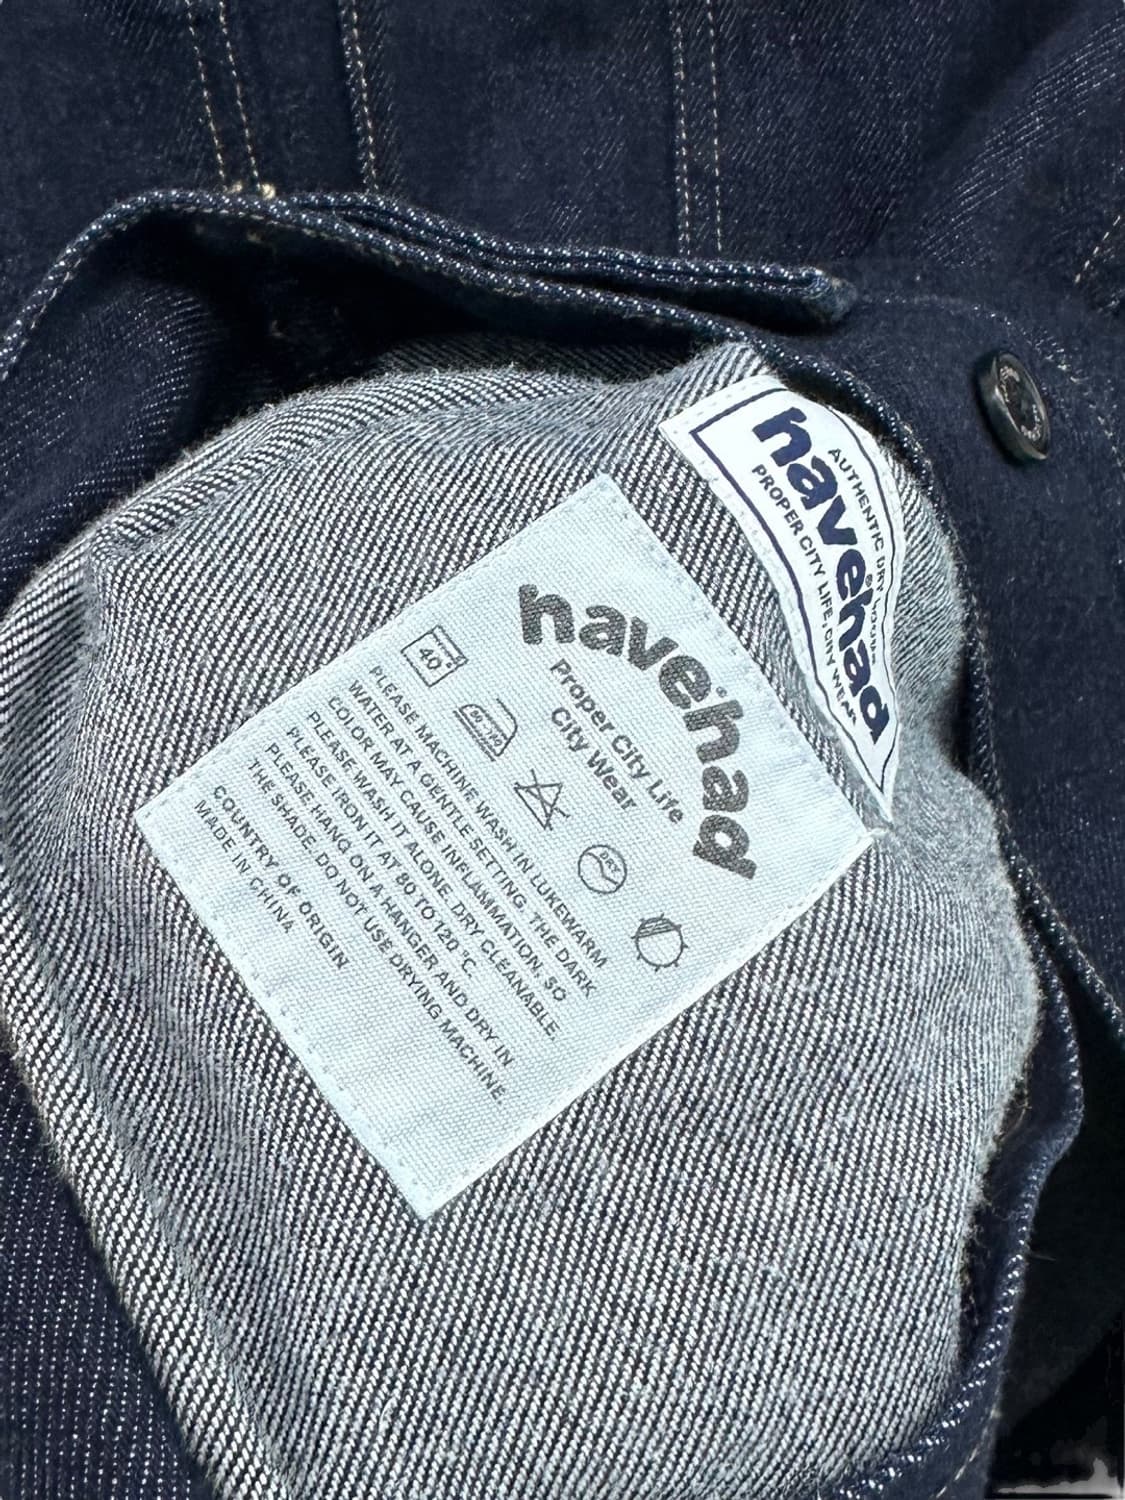 havehad
Proper City Life
City Wear
40°
PLEASE MACHINE WASH IN LUKEWARM
WATER AT A GENTLE SETTING. THE DARK
COLOR MAY CAUSE INFLAMMATION. SO
PLEASE WASH IT ALONE. DRY CLEANABLE.
PLEASE IRON IT AT 80 TO 120 ℃.
PLEASE HANG ON A HANGER AND DRY IN
THE SHADE. DO NOT USE DRYING MACHINE.
COUNTRY OF ORIGIN
MADE IN CHINA
AUTHENTIC DRY
havehad
PROPER CITY LIFE, CITY WEAR